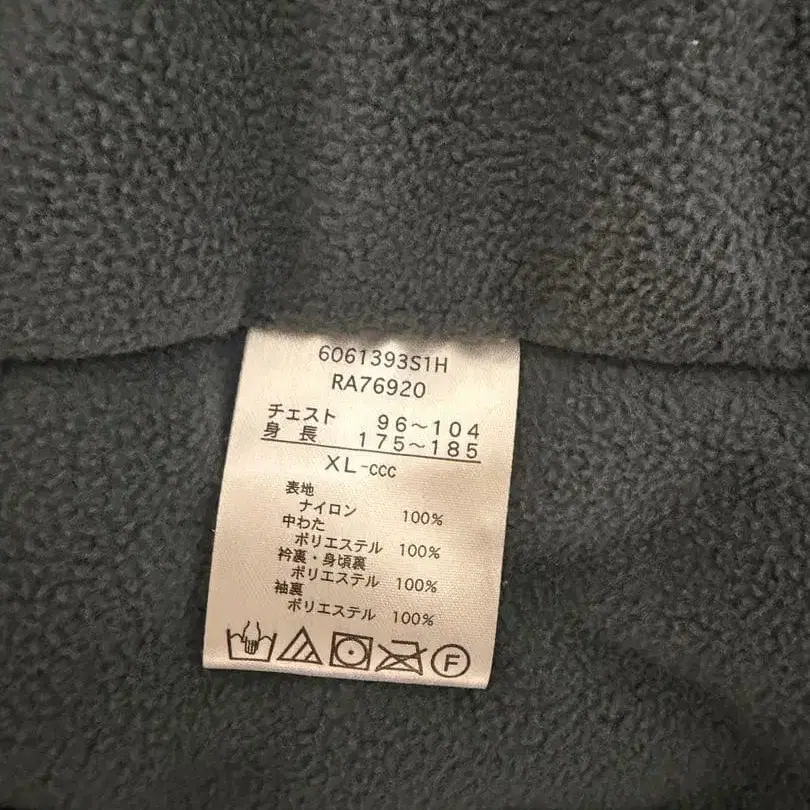 6061393S1H
RA76920
チェスト 96～104
身長 175～185
XL-ccc
表地
ナイロン 100%
中わた
ポリエステル 100%
衿裏・身頃裏
ポリエステル 100%
袖裏
ポリエステル 100%
F